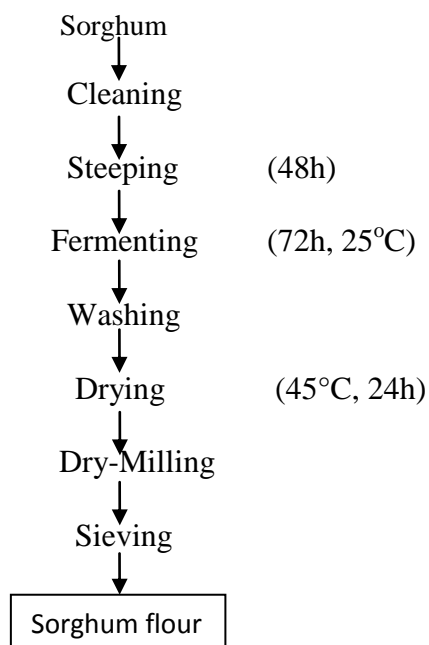 Sorghum
Cleaning
Steeping (48h)
Fermenting (72h, 25°C)
Washing
Drying (45°C, 24h)
Dry-Milling
Sieving
Sorghum flour